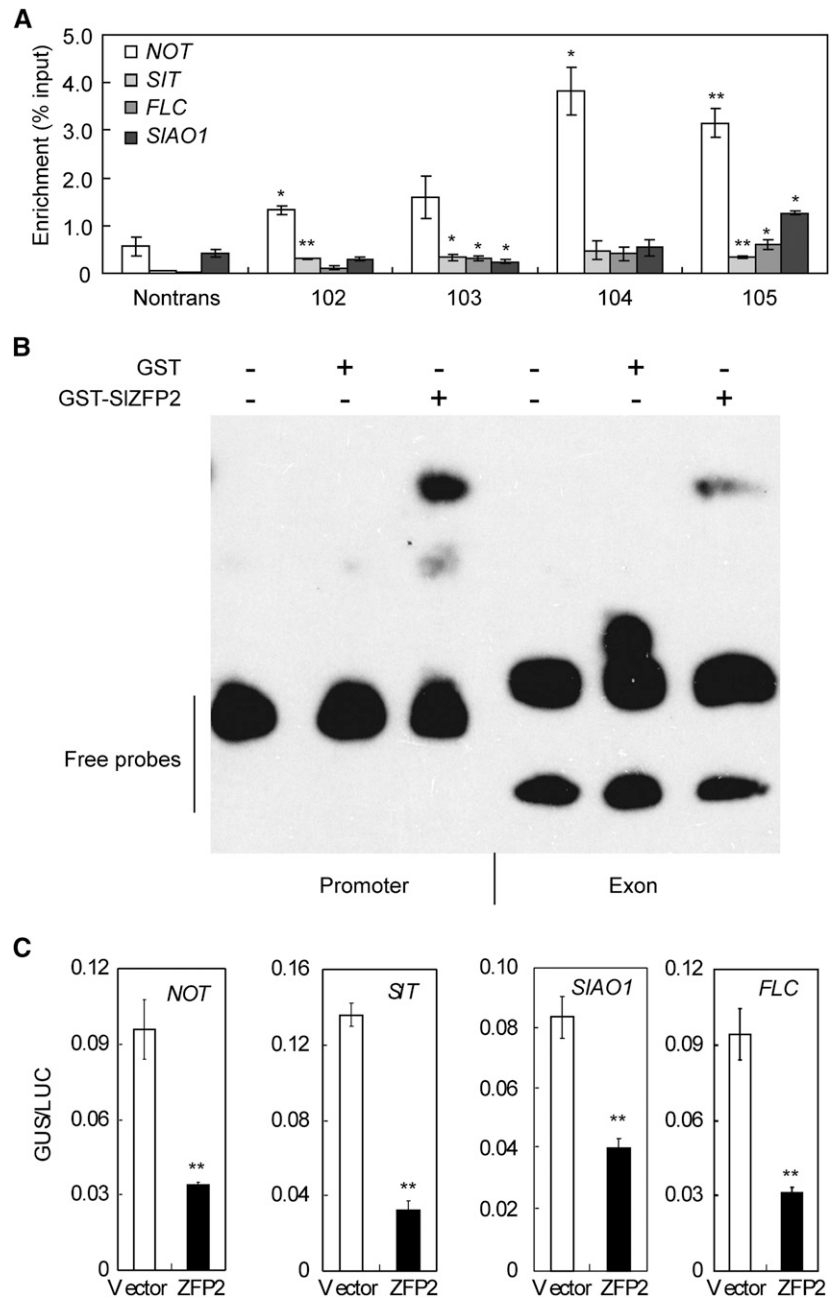 A
Enrichment (% input)
5.0
4.0
3.0
2.0
1.0
0
NOT
SIT
FLC
SlAO1
*
**
*
*
*
*
**
*
*
**
Nontrans
102
103
104
105
B
GST - + - - + -
GST-SlZFP2 - - + - - +
Free probes
Promoter
Exon
C
GUS/LUC
0.12
0.09
0.06
0.03
0
NOT
**
Vector ZFP2
0.16
0.12
0.08
0.04
0
SIT
**
Vector ZFP2
0.10
0.08
0.06
0.04
0.02
0
SlAO1
**
Vector ZFP2
0.12
0.09
0.06
0.03
0
FLC
**
Vector ZFP2